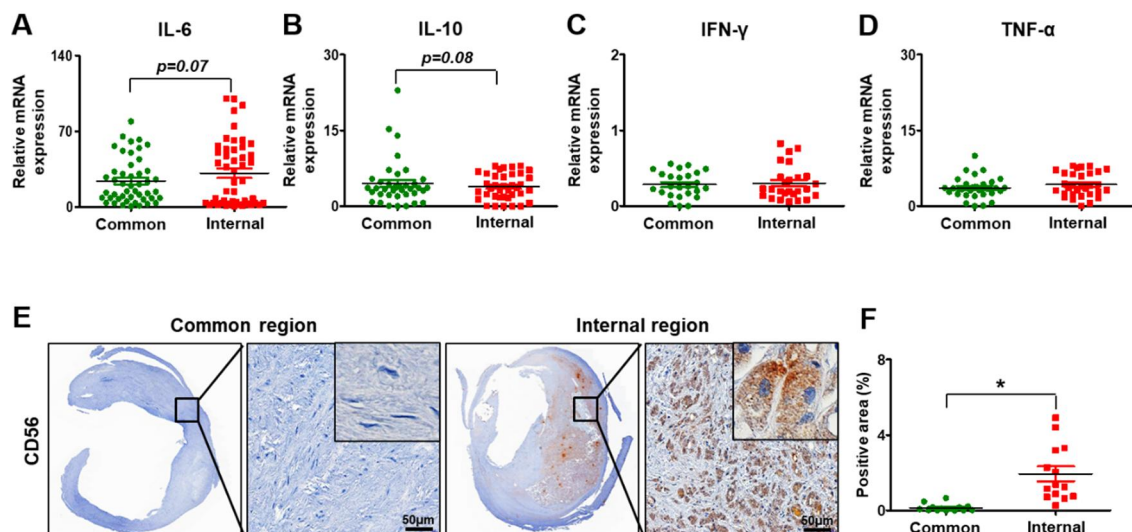 A
IL-6
Relative mRNA
expression
140
70
0
p=0.07
Common
Internal
B
IL-10
Relative mRNA
expression
30
15
0
p=0.08
Common
Internal
C
IFN-γ
Relative mRNA
expression
2
1
0
Common
Internal
D
TNF-α
Relative mRNA
expression
30
15
0
Common
Internal
E
Common region
Internal region
CD56
50μm
50μm
F
Positive area (%)
8
4
0
*
Common
Internal